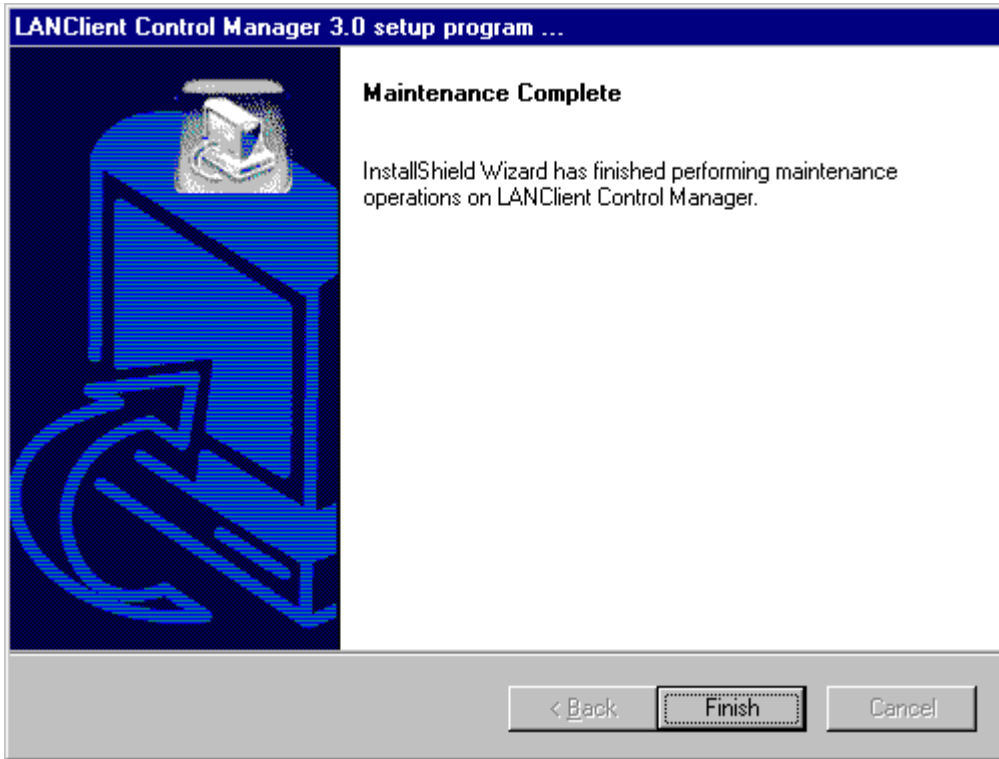 LANClient Control Manager 3.0 setup program ...
Maintenance Complete
InstallShield Wizard has finished performing maintenance
operations on LANClient Control Manager.
< Back
Finish
Cancel